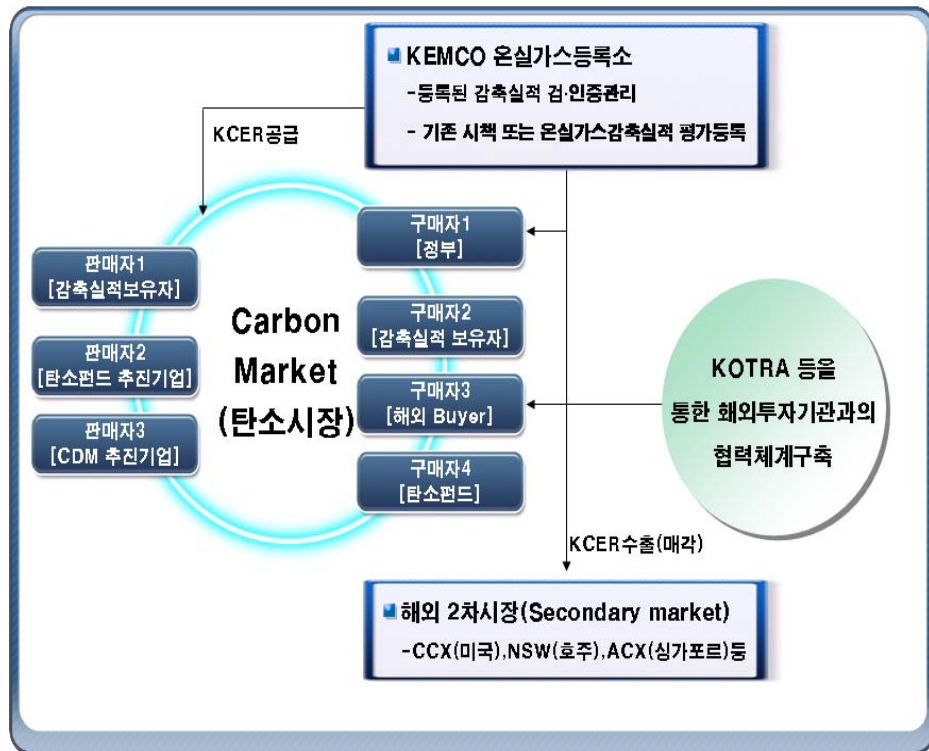 KEMCO 온실가스등록소
-등록된 감축실적 검·인증관리
- 기존 시책 또는 온실가스감축실적 평가등록
KCER공급
판매자1
[감축실적보유자]
판매자2
[탄소펀드 추진기업]
판매자3
[CDM 추진기업]
Carbon
Market
(탄소시장)
구매자1
[정부]
구매자2
[감축실적 보유자]
구매자3
[해외 Buyer]
구매자4
[탄소펀드]
KOTRA 등을
통한 홰외투자기관과의
협력체계구축
KCER수출(매각)
해외 2차시장(Secondary market)
-CCX(미국),NSW(호주),ACX(싱가포르)등